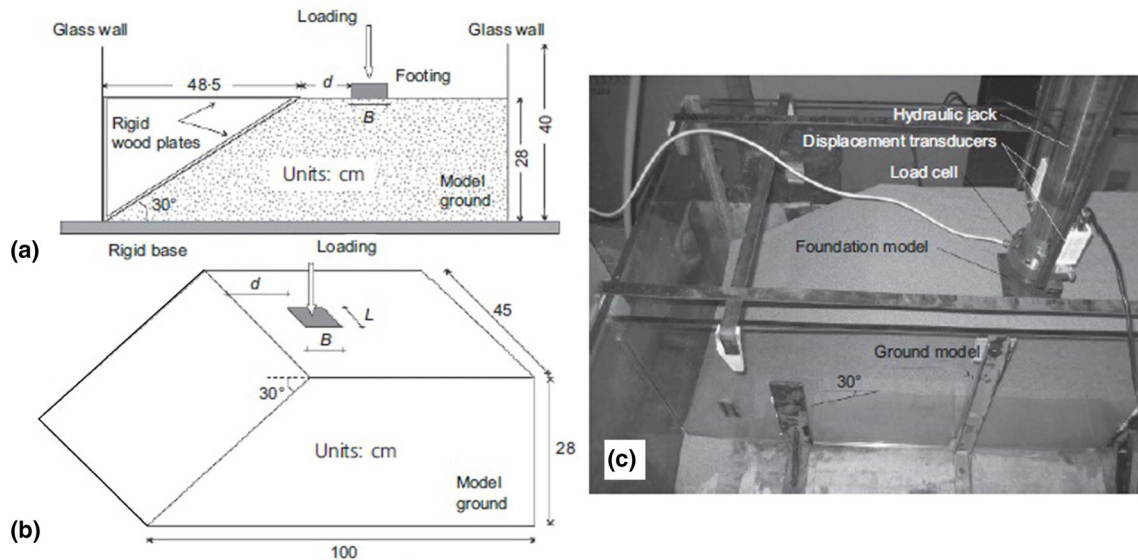 (a)
Glass wall
Loading
Glass wall
48·5
d
Footing
B
Rigid
wood plates
Units: cm
Model
ground
28
40
30°
Rigid base
(b)
Loading
d
L
B
45
30°
Units: cm
Model
ground
28
100
(c)
Hydraulic jack
Displacement transducers
Load cell
Foundation model
Ground model
30°